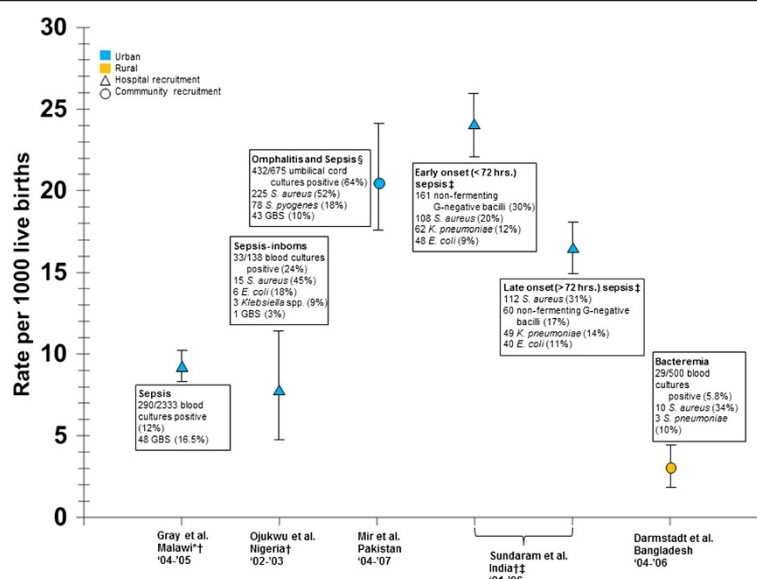 30
25
20
15
10
5
0
Rate per 1000 live births
Urban
Rural
Hospital recruitment
Commmunity recruitment
Sepsis
290/2333 blood
cultures positive
(12%)
48 GBS (16.5%)
Sepsis-inborns
33/138 blood cultures
positive (24%)
15 S. aureus (45%)
6 E. coli (18%)
3 Klebsiella spp. (9%)
1 GBS (3%)
Omphalitis and Sepsis §
432/675 umbilical cord
cultures positive (64%)
225 S. aureus (52%)
78 S. pyogenes (18%)
43 GBS (10%)
Early onset (< 72 hrs.)
sepsis‡
161 non-fermenting
G-negative bacilli (30%)
108 S. aureus (20%)
62 K. pneumoniae (12%)
48 E. coli (9%)
Late onset (> 72 hrs.) sepsis‡
112 S. aureus (31%)
60 non-fermenting G-negative
bacilli (17%)
49 K. pneumoniae (14%)
40 E. coli (11%)
Bacteremia
29/500 blood
cultures
positive (5.8%)
10 S. aureus (34%)
3 S. pneumoniae
(10%)
Gray et al.
Malawi*†
'04-'05
Ojukwu et al.
Nigeria†
'02-'03
Mir et al.
Pakistan
'04-'07
Sundaram et al.
India†‡
Darmstadt et al.
Bangladesh
'04-'06